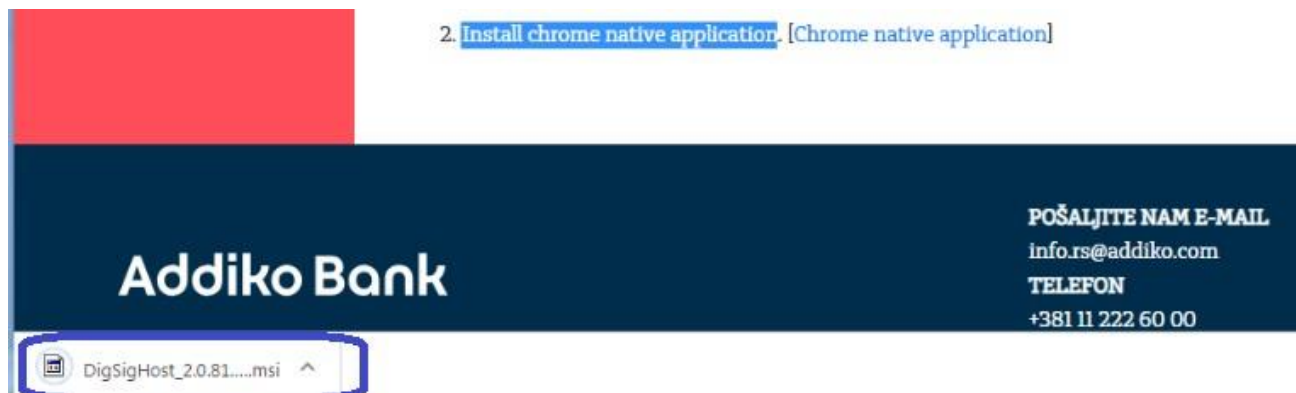 2. Install chrome native application. [Chrome native application]
POŠALJITE NAM E-MAIL
info.rs@addiko.com
TELEFON
+381 11 222 60 00
Addiko Bank
DigSigHost_2.0.81.....msi